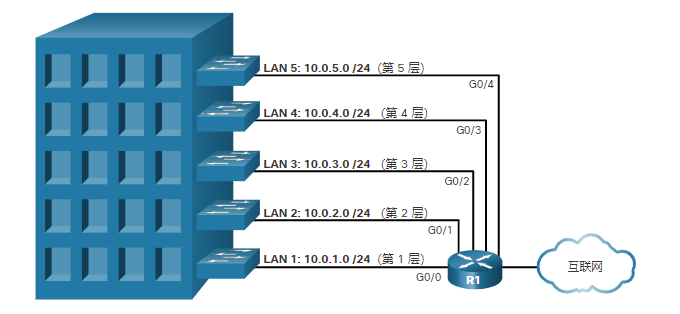 LAN 5: 10.0.5.0 /24 (第 5 层)
G0/4
LAN 4: 10.0.4.0 /24 (第 4 层)
G0/3
LAN 3: 10.0.3.0 /24 (第 3 层)
G0/2
LAN 2: 10.0.2.0 /24 (第 2 层)
G0/1
LAN 1: 10.0.1.0 /24 (第 1 层)
G0/0
R1
互联网